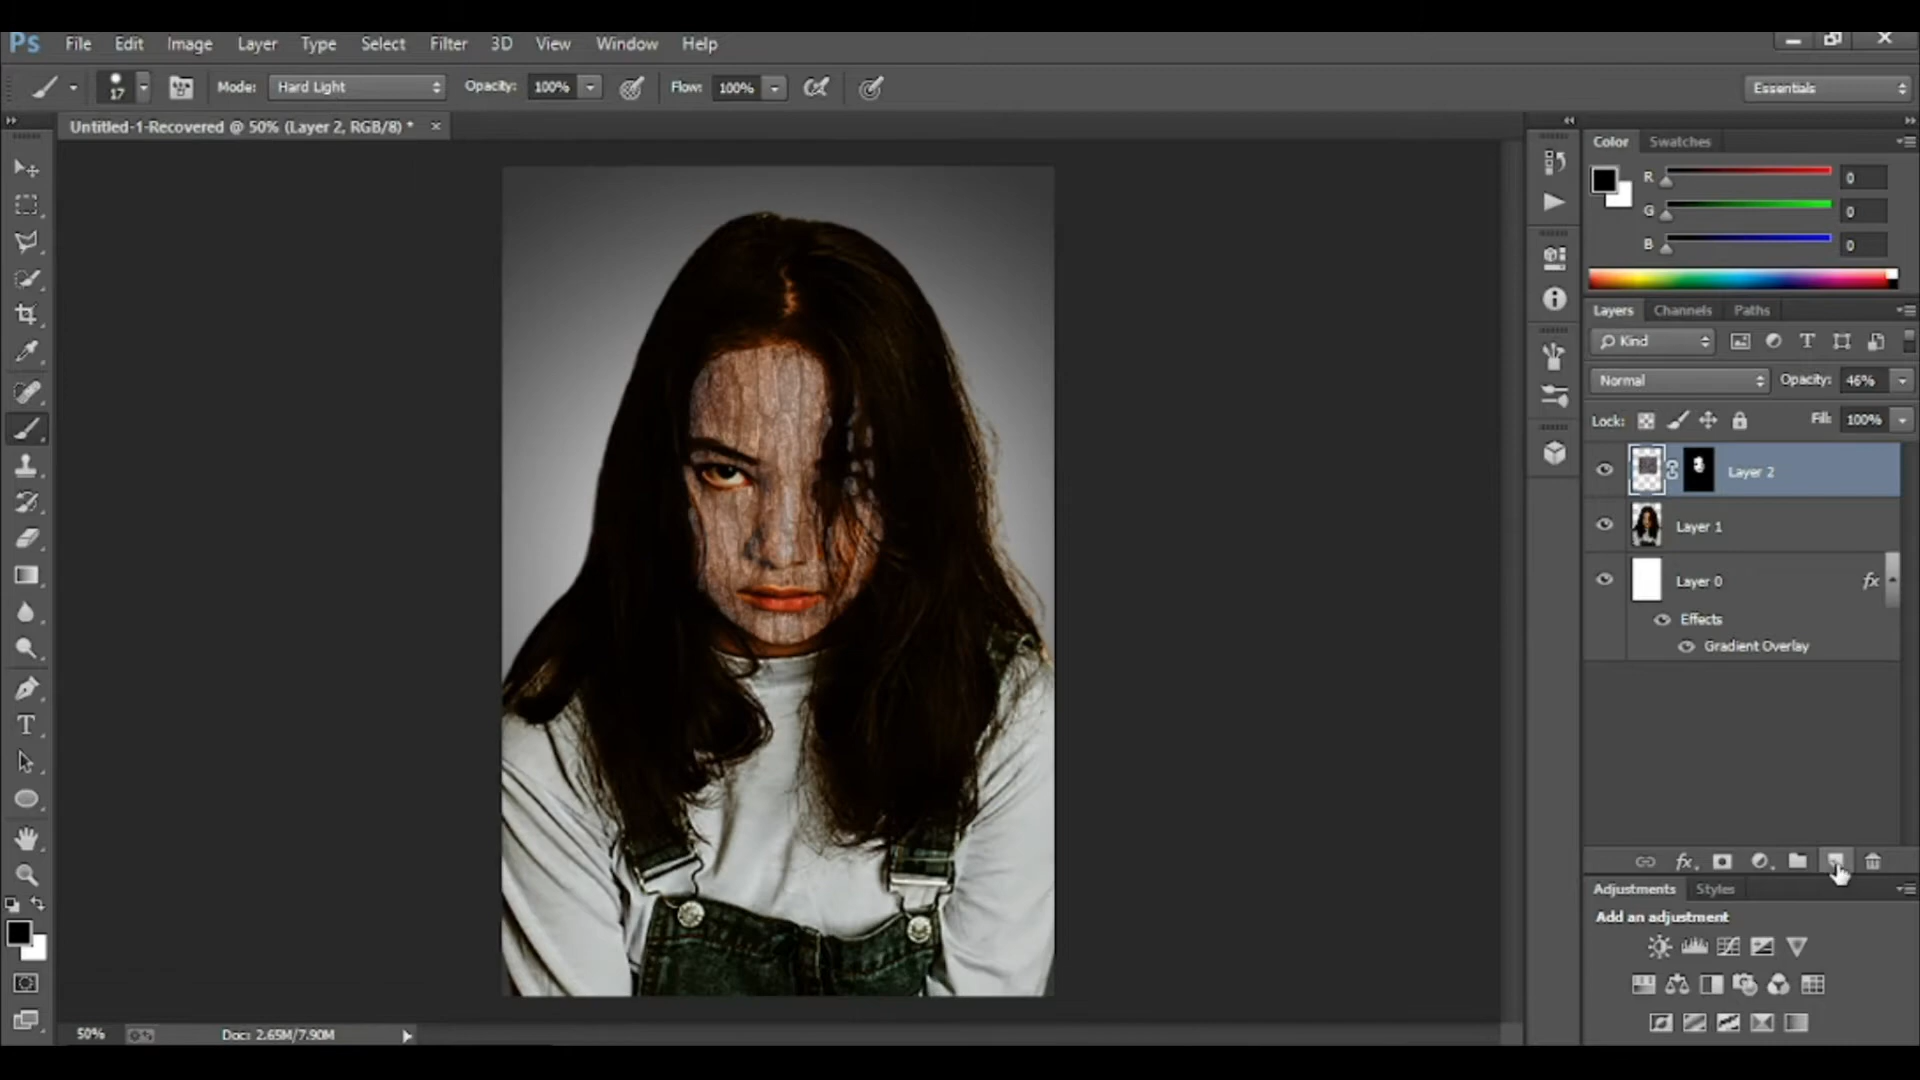 Ps File Edit Image Layer Type Select Filter 3D View Window Help
17 Mode: Hard Light Opacity: 100% Flow: 100% Essentials
Untitled-1-Recovered @ 50% (Layer 2, RGB/8) * ×
Color Swatches
R 0
G 0
B 0
Layers Channels Paths
Kind T
Normal Opacity: 46%
Lock: Fill: 100%
Layer 2
Layer 1
Layer 0 fx
Effects
Gradient Overlay
fx
Adjustments Styles
Add an adjustment
T
50% Doc: 2.65M/7.90M